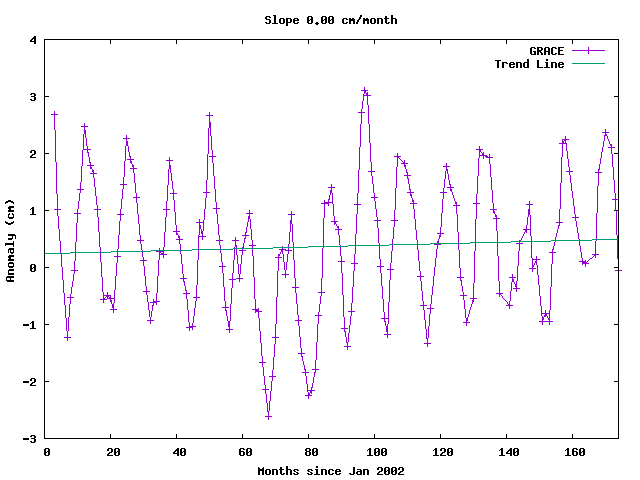 Slope 0.00 cm/month
GRACE
Trend Line
Anomaly (cm)
4
3
2
1
0
-1
-2
-3
0 20 40 60 80 100 120 140 160
Months since Jan 2002